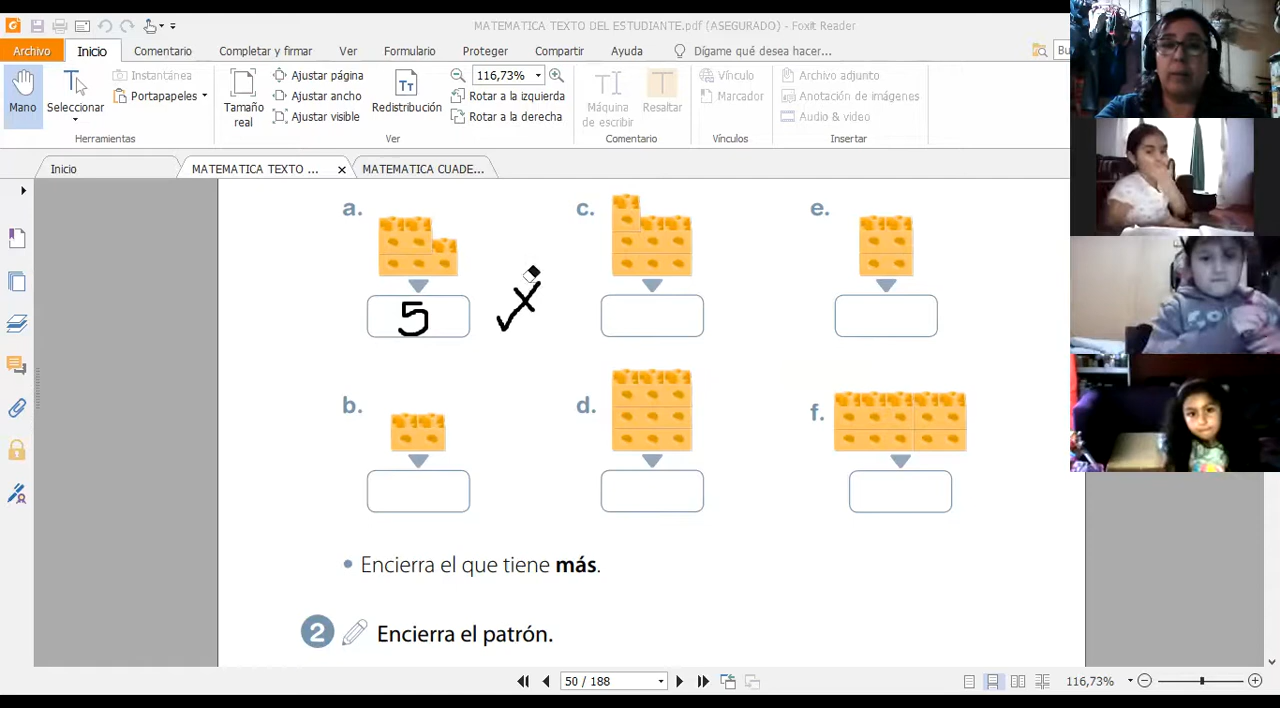 MATEMATICA TEXTO DEL ESTUDIANTE.pdf (ASEGURADO) - Foxit Reader
Archivo Inicio Comentario Completar y firmar Ver Formulario Proteger Compartir Ayuda Dígame qué desea hacer... Bu
Mano
Seleccionar
Instantánea
Portapapeles
Herramientas
Tamaño real
Ajustar página
Ajustar ancho
Ajustar visible
Redistribución
116,73%
Rotar a la izquierda
Rotar a la derecha
Ver
Máquina de escribir
Resaltar
Comentario
Vínculo
Marcador
Vínculos
Archivo adjunto
Anotación de imágenes
Audio & video
Insertar
Inicio MATEMATICA TEXTO ... x MATEMATICA CUADE...
a. c. e.
5
b. d. f.
• Encierra el que tiene más.
2 Encierra el patrón.
50 / 188 116,73%